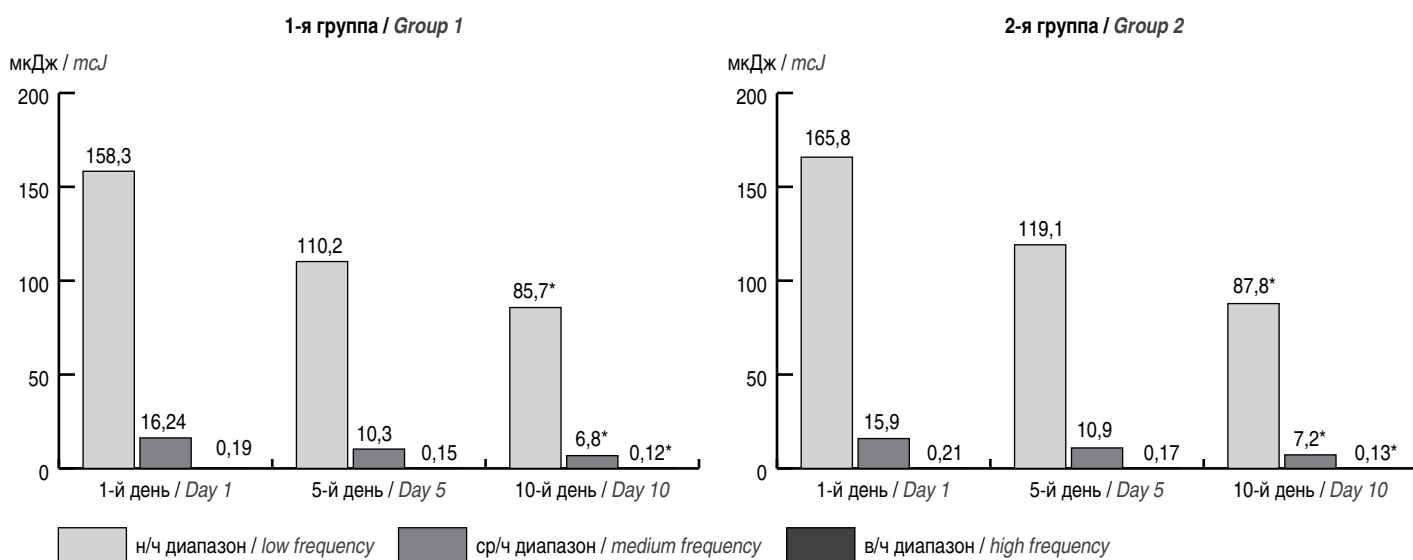 1-я группа / Group 1
мкДж / mcJ
200
150
100
50
0
158,3
16,24
0,19
110,2
10,3
0,15
85,7*
6,8*
0,12*
1-й день / Day 1
5-й день / Day 5
10-й день / Day 10
2-я группа / Group 2
мкДж / mcJ
200
150
100
50
0
165,8
15,9
0,21
119,1
10,9
0,17
87,8*
7,2*
0,13*
1-й день / Day 1
5-й день / Day 5
10-й день / Day 10
н/ч диапазон / low frequency
ср/ч диапазон / medium frequency
в/ч диапазон / high frequency